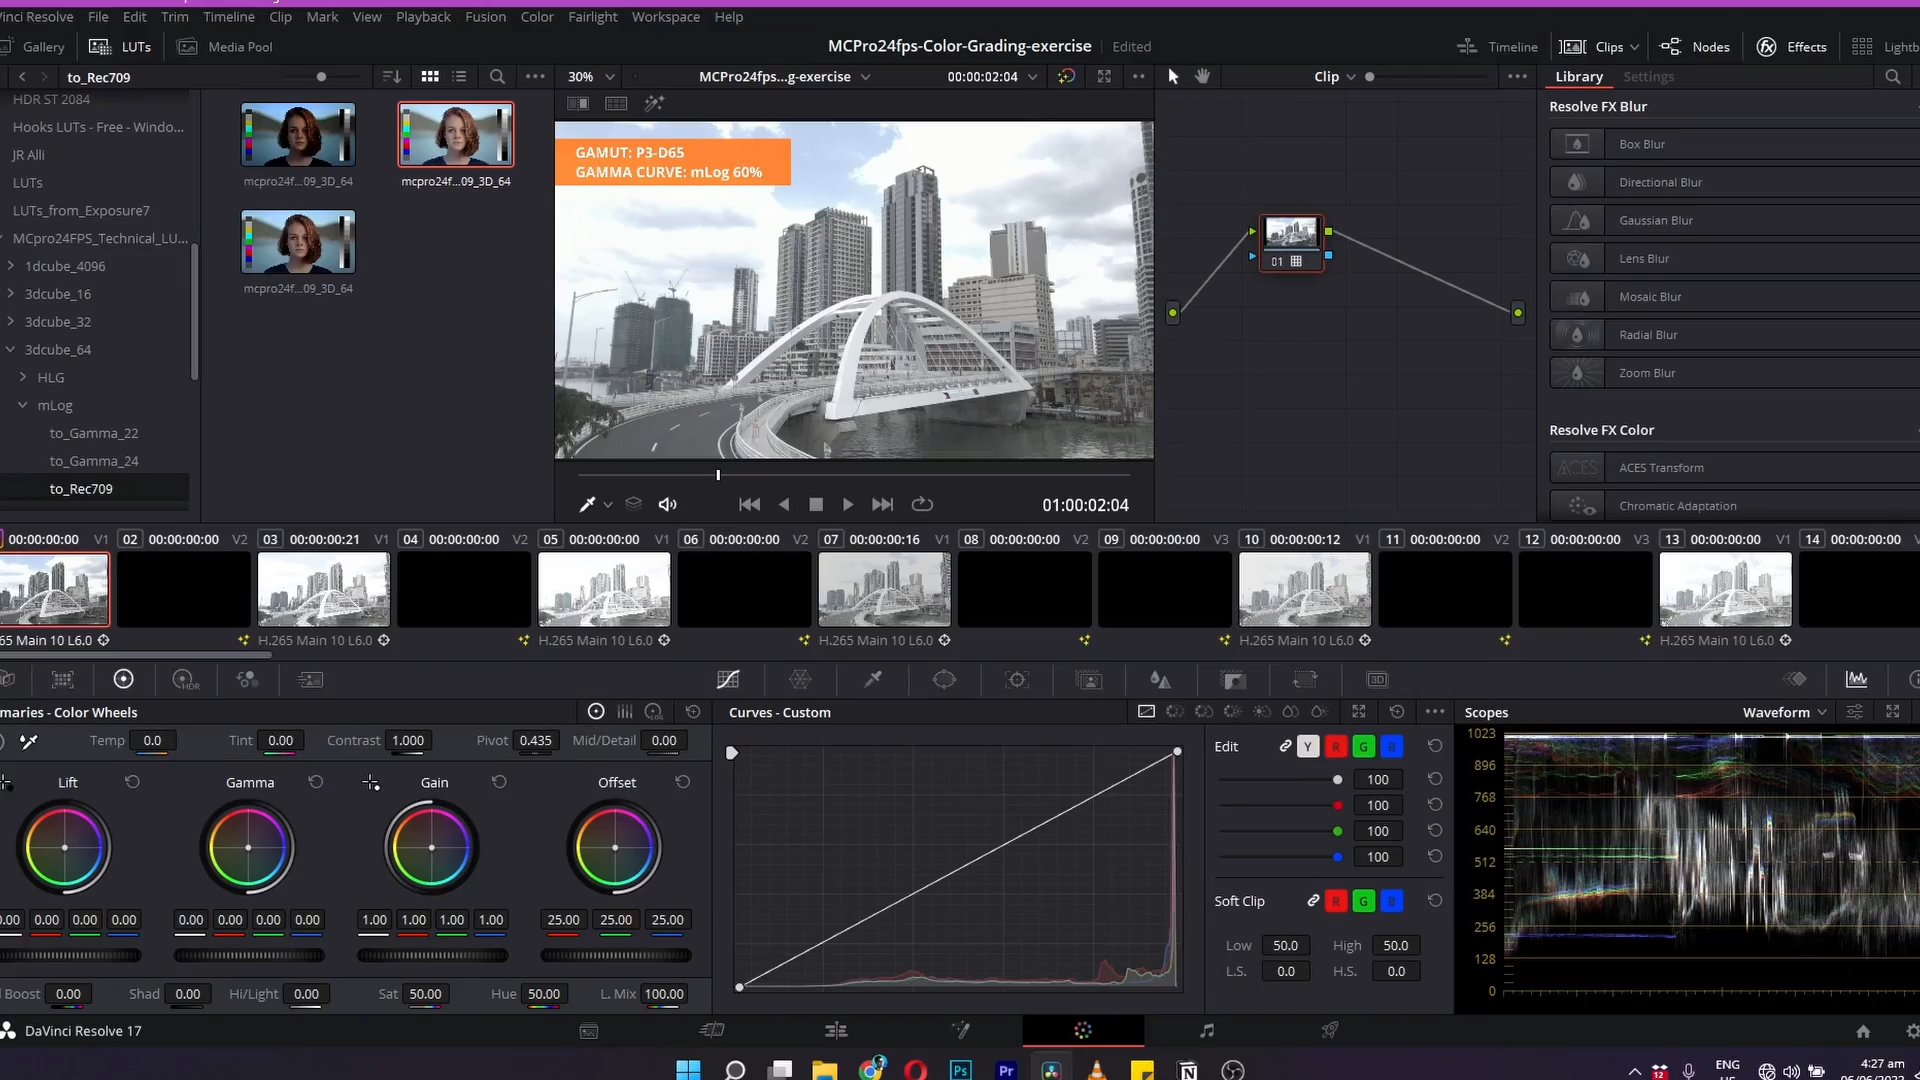 Vinci Resolve File Edit Trim Timeline Clip Mark View Playback Fusion Color Fairlight Workspace Help
Gallery LUTs Media Pool MCPro24fps-Color-Grading-exercise Edited Timeline Clips Nodes Effects Lightb
to_Rec709 30% MCPro24fps...g-exercise 00:00:02:04 Clip Library Settings
HDR ST 2084
Hooks LUTs - Free - Windo...
JR Alli
LUTs
LUTs_from_Exposure7
MCpro24FPS_Technical_LU...
1dcube_4096
3dcube_16
3dcube_32
3dcube_64
HLG
mLog
to_Gamma_22
to_Gamma_24
to_Rec709
mcpro24f...09_3D_64 mcpro24f...09_3D_64
mcpro24f...09_3D_64
GAMUT: P3-D65
GAMMA CURVE: mLog 60%
01:00:02:04
01
Resolve FX Blur
Box Blur
Directional Blur
Gaussian Blur
Lens Blur
Mosaic Blur
Radial Blur
Zoom Blur
Resolve FX Color
ACES ACES Transform
Chromatic Adaptation
00:00:00:00 V1 02 00:00:00:00 V2 03 00:00:00:21 V1 04 00:00:00:00 V2 05 00:00:00:00 V1 06 00:00:00:00 V2 07 00:00:00:16 V1 08 00:00:00:00 V2 09 00:00:00:00 V3 10 00:00:00:12 V1 11 00:00:00:00 V2 12 00:00:00:00 V3 13 00:00:00:00 V1 14 00:00:00:00 V
65 Main 10 L6.0 H.265 Main 10 L6.0 H.265 Main 10 L6.0 H.265 Main 10 L6.0 H.265 Main 10 L6.0 H.265 Main 10 L6.0
HDR 3D
maries - Color Wheels Curves - Custom Scopes Waveform
Temp 0.0 Tint 0.00 Contrast 1.000 Pivot 0.435 Mid/Detail 0.00
Lift Gamma Gain Offset
0.00 0.00 0.00 0.00 0.00 0.00 0.00 1.00 1.00 1.00 1.00 25.00 25.00 25.00
Boost 0.00 Shad 0.00 Hi/Light 0.00 Sat 50.00 Hue 50.00 L. Mix 100.00
Edit Y R G B
100
100
100
100
Soft Clip R G B
Low 50.0 High 50.0
L.S. 0.0 H.S. 0.0
1023
896
768
640
512
384
256
128
0
DaVinci Resolve 17
Ps Pr 12 ENG 4:27 am